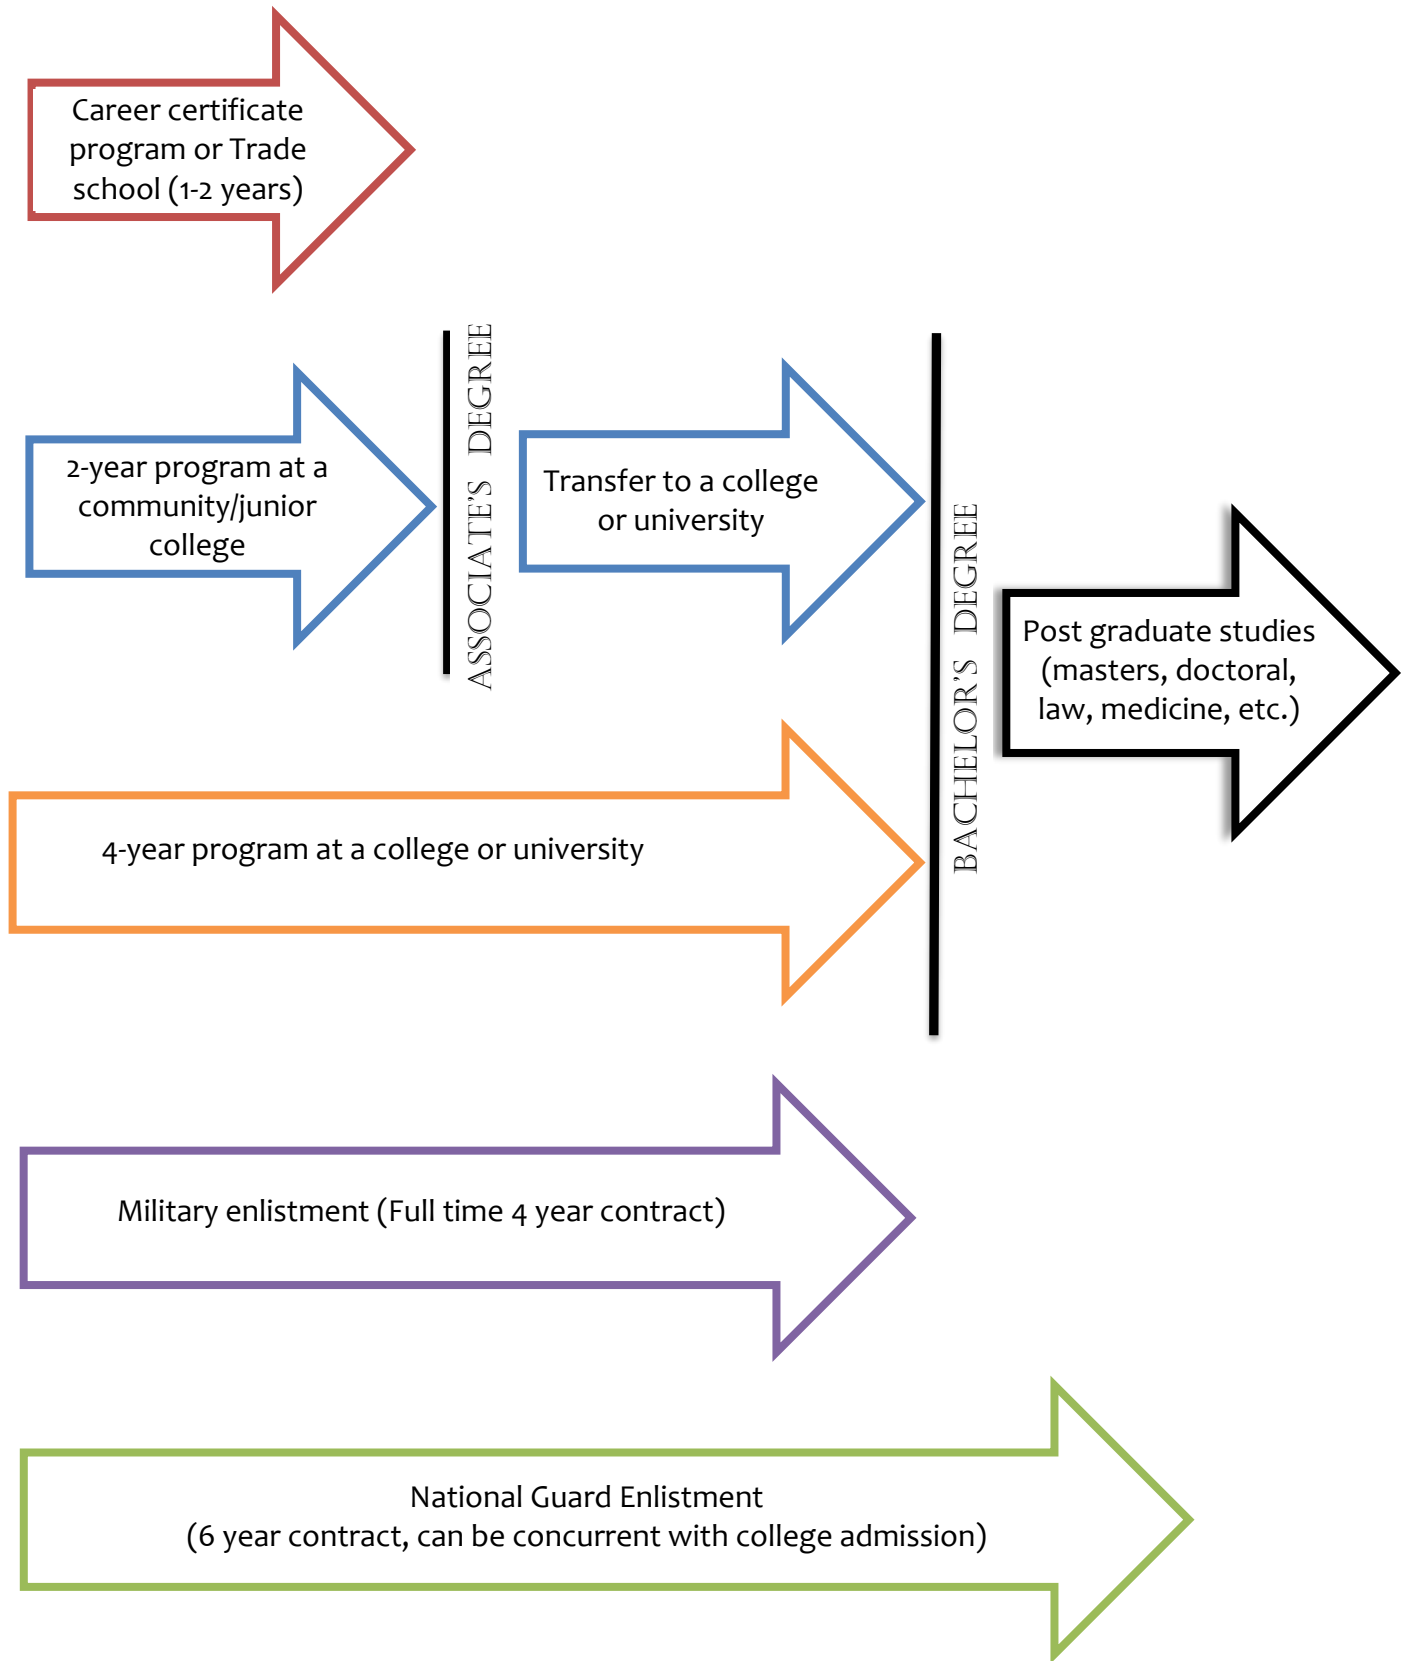 Career certificate
program or Trade
school (1-2 years)
2-year program at a
community/junior
college
ASSOCIATE'S DEGREE
Transfer to a college
or university
BACHELOR'S DEGREE
Post graduate studies
(masters, doctoral,
law, medicine, etc.)
4-year program at a college or university
Military enlistment (Full time 4 year contract)
National Guard Enlistment
(6 year contract, can be concurrent with college admission)